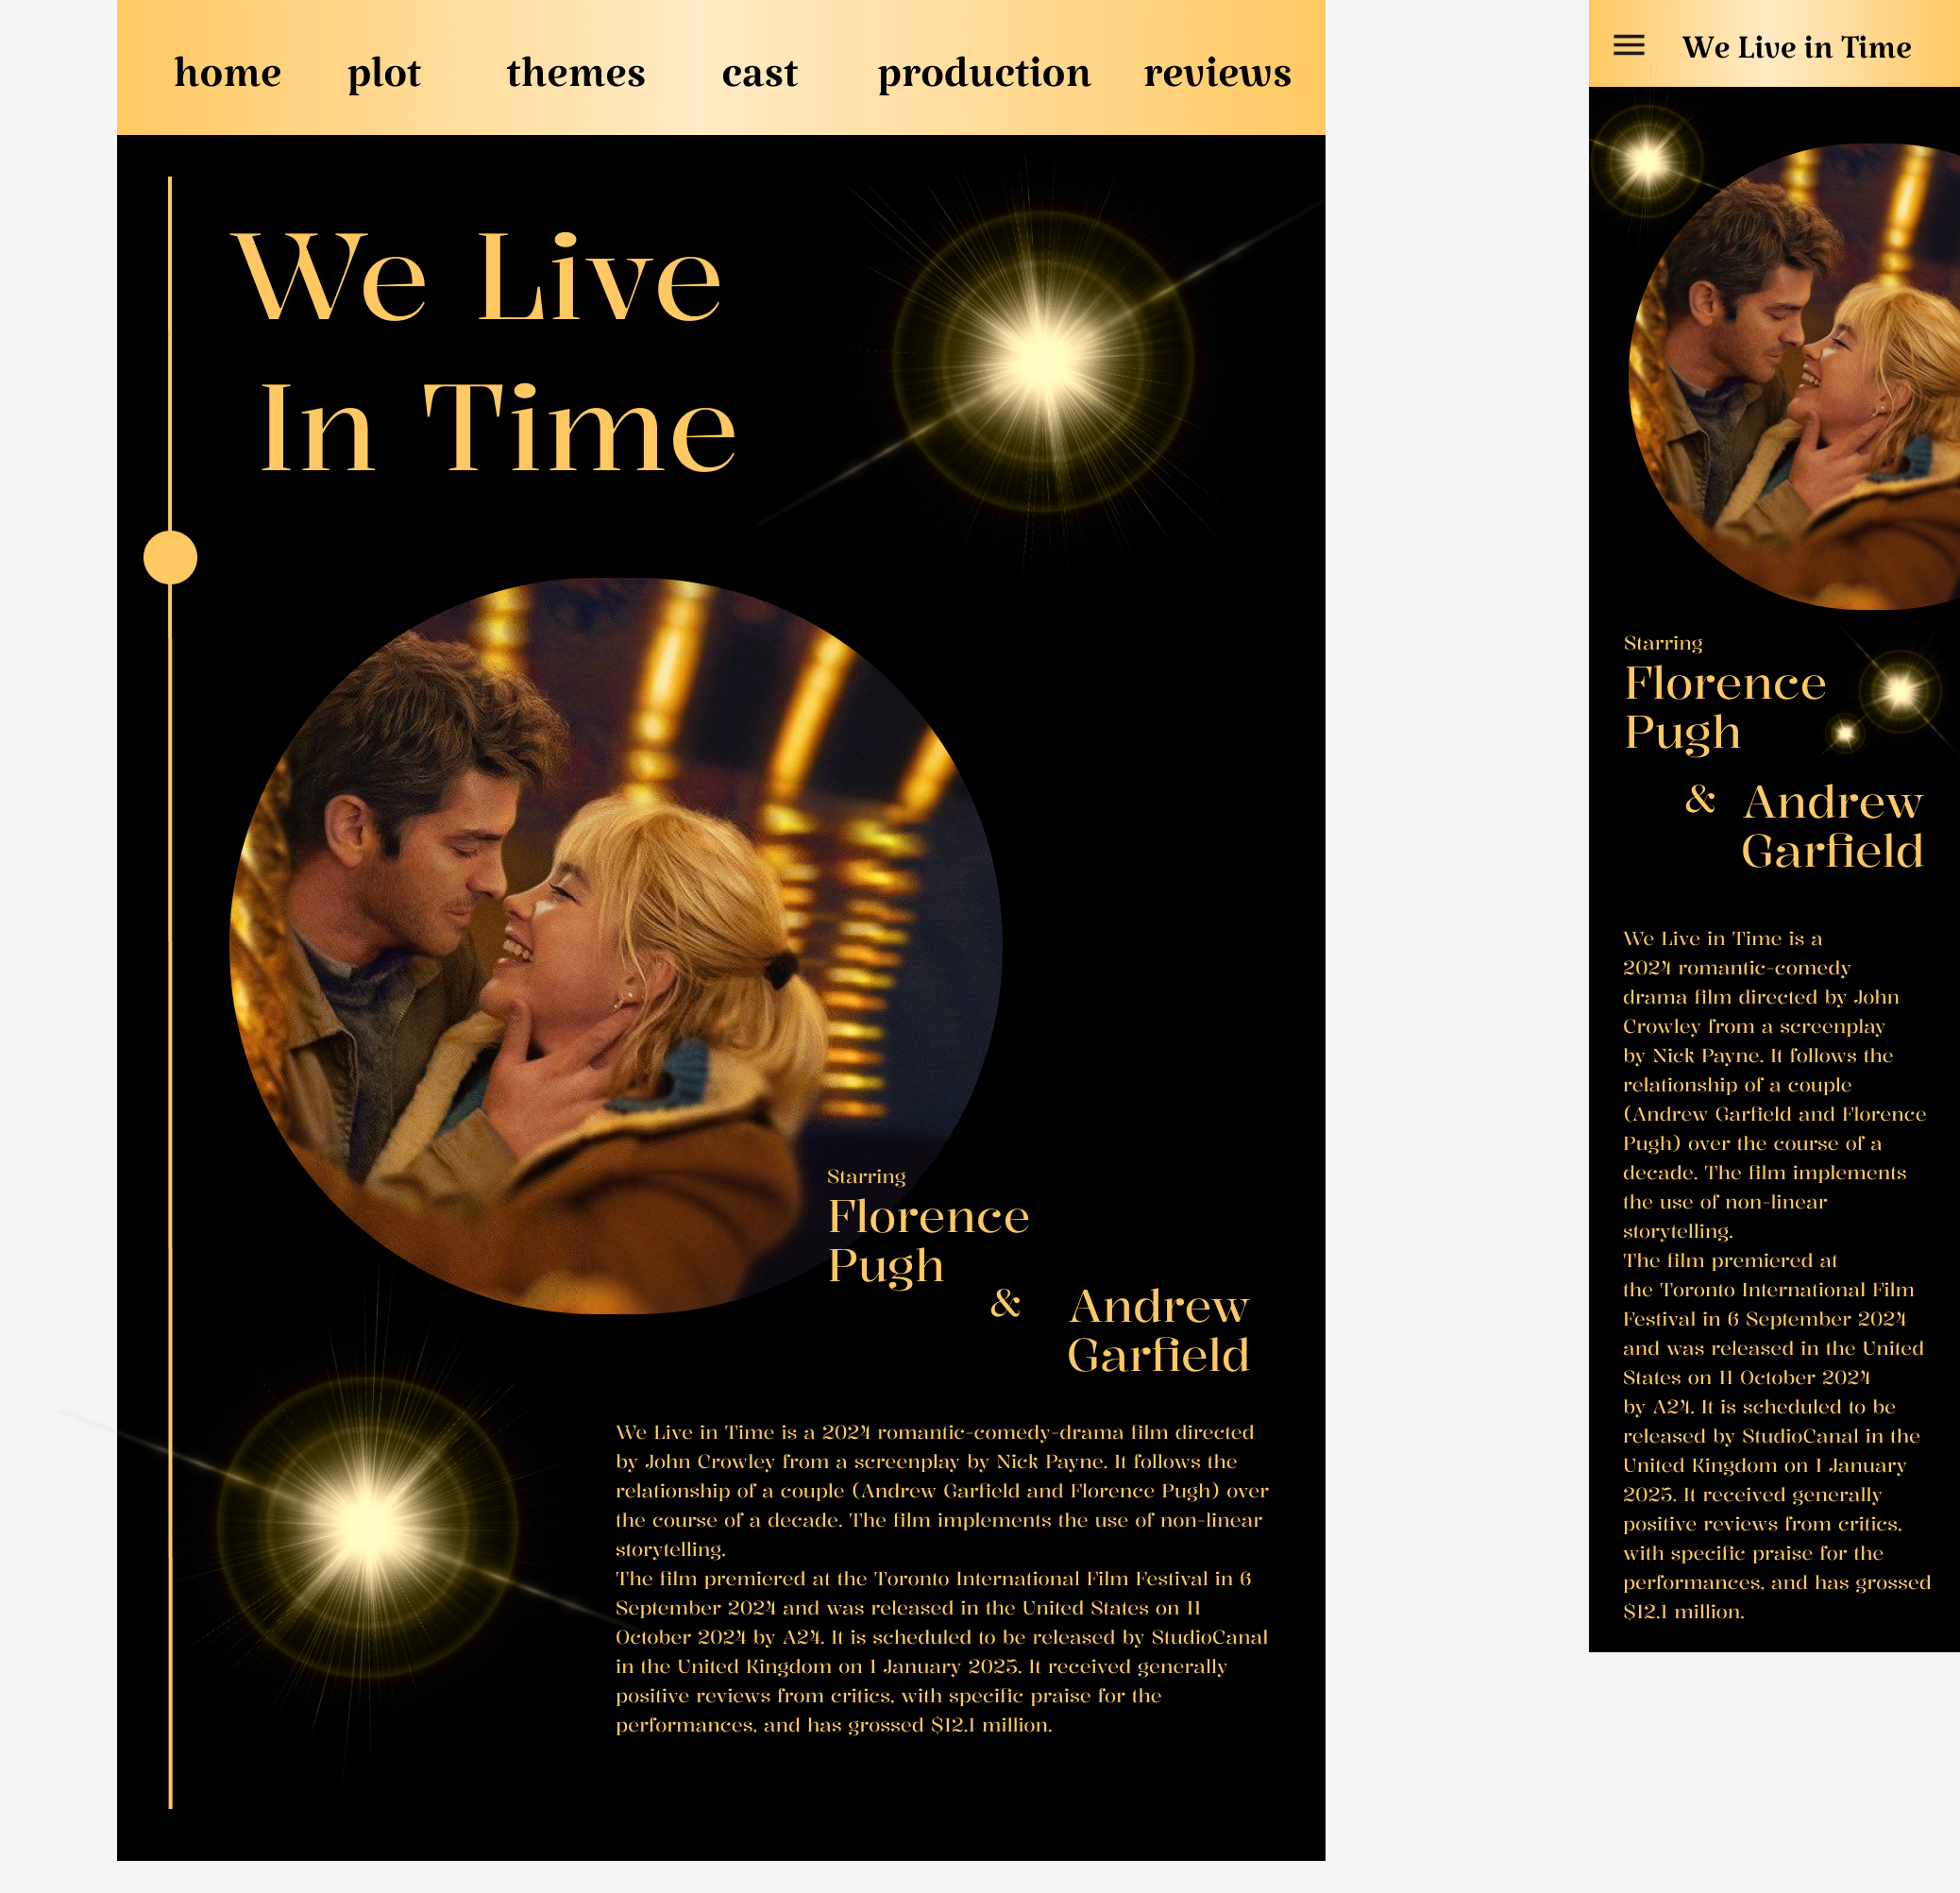 home plot themes cast production reviews
We Live
In Time
Starring
Florence
Pugh
& Andrew
Garfield
We Live in Time is a 2024 romantic-comedy-drama film directed
by John Crowley from a screenplay by Nick Payne. It follows the
relationship of a couple (Andrew Garfield and Florence Pugh) over
the course of a decade. The film implements the use of non-linear
storytelling.
The film premiered at the Toronto International Film Festival in 6
September 2024 and was released in the United States on 11
October 2024 by A24. It is scheduled to be released by StudioCanal
in the United Kingdom on 1 January 2025. It received generally
positive reviews from critics, with specific praise for the
performances, and has grossed $12.1 million.
We Live in Time
Starring
Florence
Pugh
& Andrew
Garfield
We Live in Time is a
2024 romantic-comedy
drama film directed by John
Crowley from a screenplay
by Nick Payne. It follows the
relationship of a couple
(Andrew Garfield and Florence
Pugh) over the course of a
decade. The film implements
the use of non-linear
storytelling.
The film premiered at
the Toronto International Film
Festival in 6 September 2024
and was released in the United
States on 11 October 2024
by A24. It is scheduled to be
released by StudioCanal in the
United Kingdom on 1 January
2025. It received generally
positive reviews from critics,
with specific praise for the
performances, and has grossed
$12.1 million.